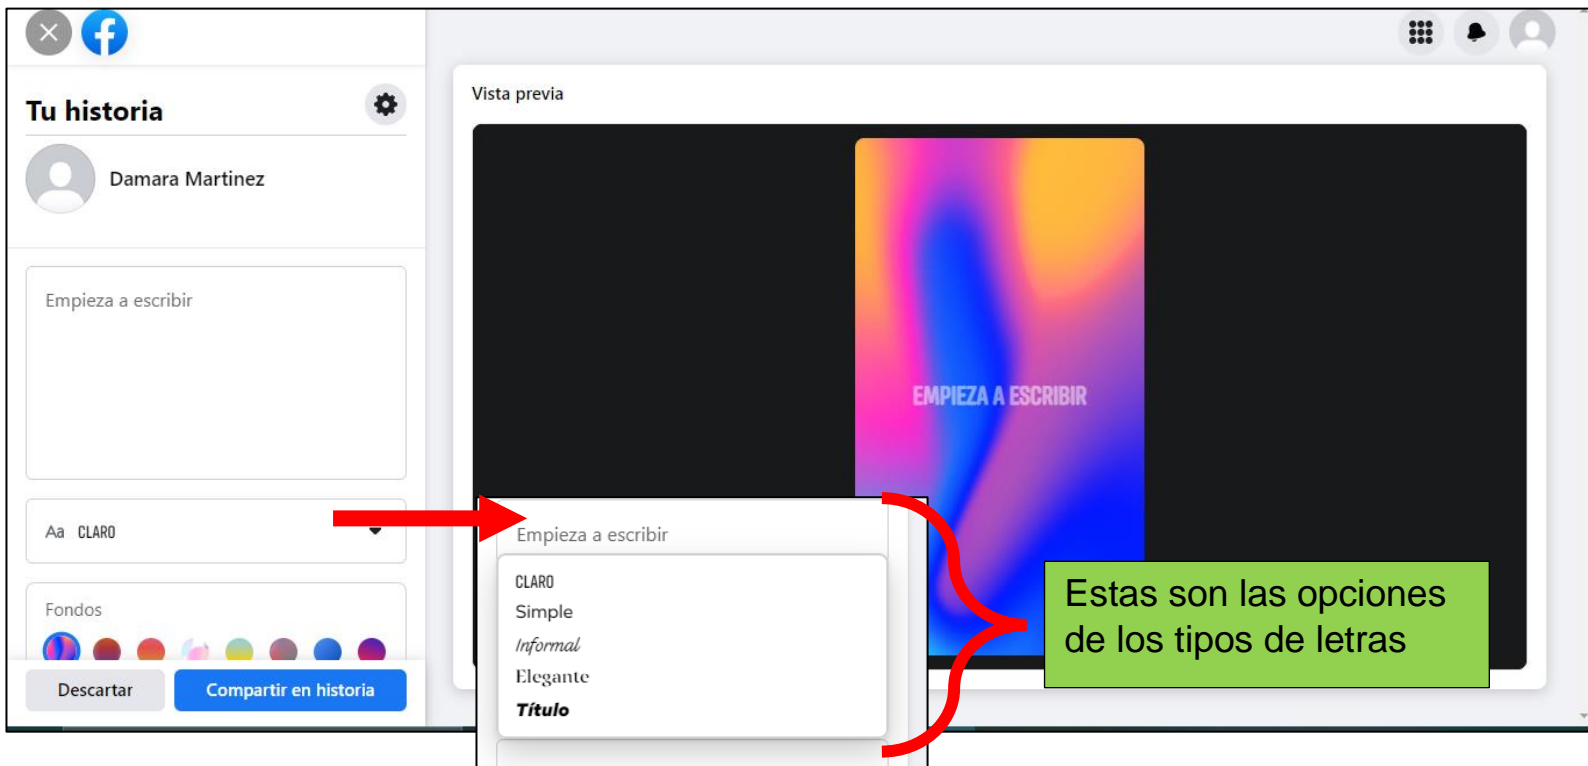 Tu historia
Damara Martinez
Empieza a escribir
Aa CLARO
Fondos
Descartar
Compartir en historia
Vista previa
EMPIEZA A ESCRIBIR
Empieza a escribir
CLARO
Simple
Informal
Elegante
Título
Estas son las opciones
de los tipos de letras